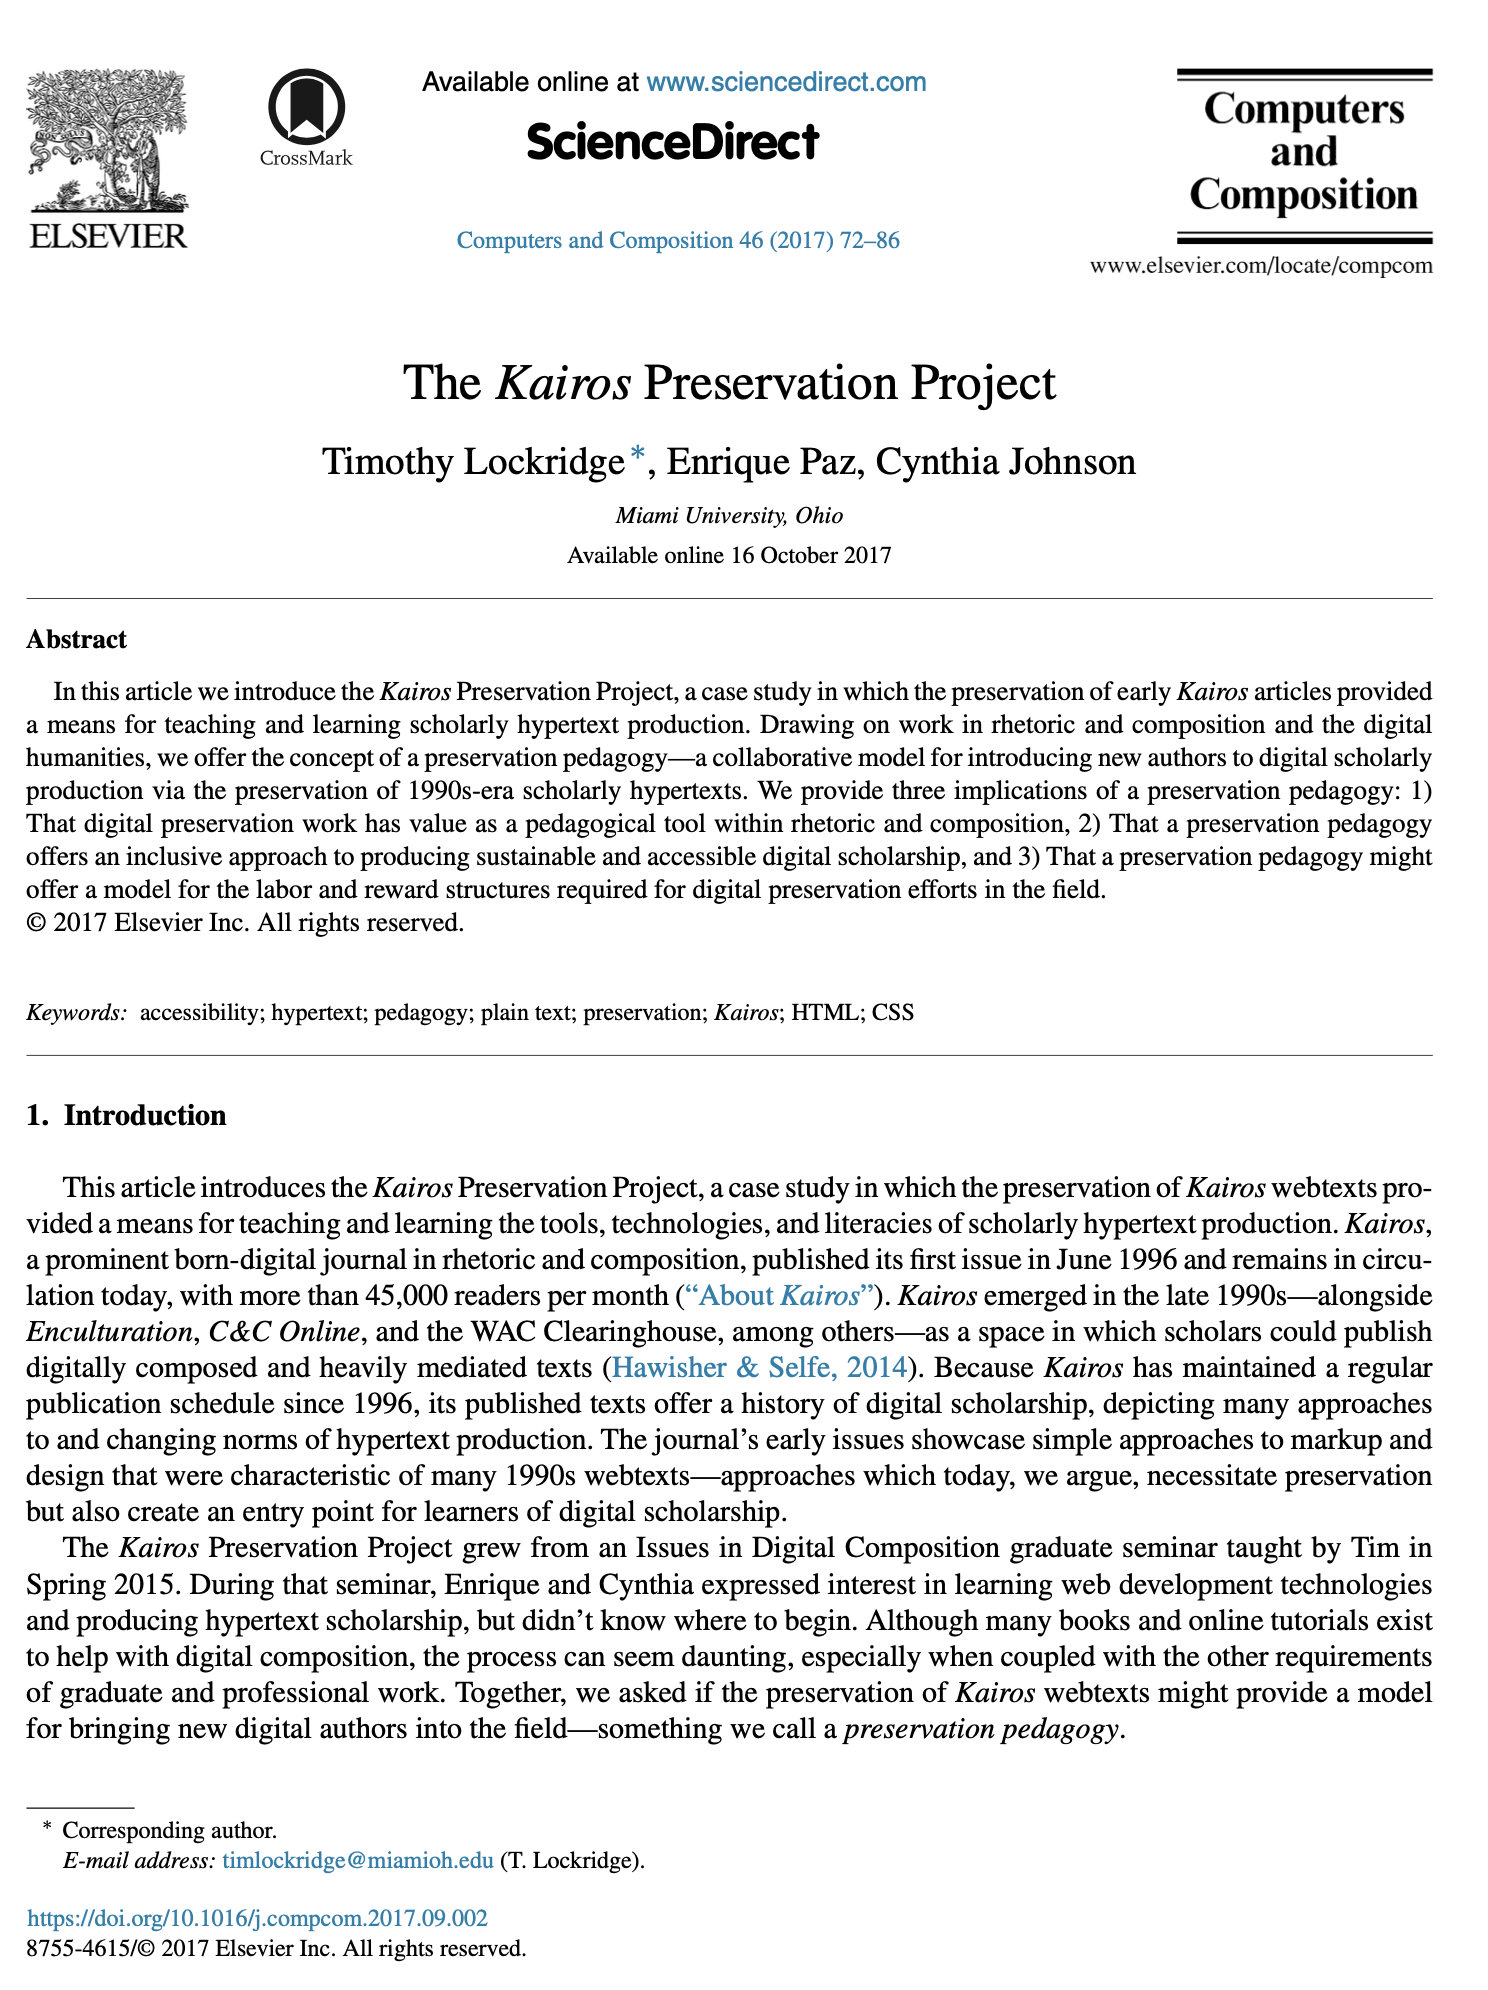 ELSEVIER
CrossMark
Available online at www.sciencedirect.com
ScienceDirect
Computers and Composition 46 (2017) 72–86
Computers
and
Composition
www.elsevier.com/locate/compcom
The Kairos Preservation Project
Timothy Lockridge *, Enrique Paz, Cynthia Johnson
Miami University, Ohio
Available online 16 October 2017
Abstract
In this article we introduce the Kairos Preservation Project, a case study in which the preservation of early Kairos articles provided
a means for teaching and learning scholarly hypertext production. Drawing on work in rhetoric and composition and the digital
humanities, we offer the concept of a preservation pedagogy—a collaborative model for introducing new authors to digital scholarly
production via the preservation of 1990s-era scholarly hypertexts. We provide three implications of a preservation pedagogy: 1)
That digital preservation work has value as a pedagogical tool within rhetoric and composition, 2) That a preservation pedagogy
offers an inclusive approach to producing sustainable and accessible digital scholarship, and 3) That a preservation pedagogy might
offer a model for the labor and reward structures required for digital preservation efforts in the field.
© 2017 Elsevier Inc. All rights reserved.
Keywords: accessibility; hypertext; pedagogy; plain text; preservation; Kairos; HTML; CSS
1. Introduction
This article introduces the Kairos Preservation Project, a case study in which the preservation of Kairos webtexts pro-
vided a means for teaching and learning the tools, technologies, and literacies of scholarly hypertext production. Kairos,
a prominent born-digital journal in rhetoric and composition, published its first issue in June 1996 and remains in circu-
lation today, with more than 45,000 readers per month (“About Kairos”). Kairos emerged in the late 1990s—alongside
Enculturation, C&C Online, and the WAC Clearinghouse, among others—as a space in which scholars could publish
digitally composed and heavily mediated texts (Hawisher & Selfe, 2014). Because Kairos has maintained a regular
publication schedule since 1996, its published texts offer a history of digital scholarship, depicting many approaches
to and changing norms of hypertext production. The journal’s early issues showcase simple approaches to markup and
design that were characteristic of many 1990s webtexts—approaches which today, we argue, necessitate preservation
but also create an entry point for learners of digital scholarship.
The Kairos Preservation Project grew from an Issues in Digital Composition graduate seminar taught by Tim in
Spring 2015. During that seminar, Enrique and Cynthia expressed interest in learning web development technologies
and producing hypertext scholarship, but didn’t know where to begin. Although many books and online tutorials exist
to help with digital composition, the process can seem daunting, especially when coupled with the other requirements
of graduate and professional work. Together, we asked if the preservation of Kairos webtexts might provide a model
for bringing new digital authors into the field—something we call a preservation pedagogy.
* Corresponding author.
E-mail address: timlockridge@miamioh.edu (T. Lockridge).
https://doi.org/10.1016/j.compcom.2017.09.002
8755-4615/© 2017 Elsevier Inc. All rights reserved.